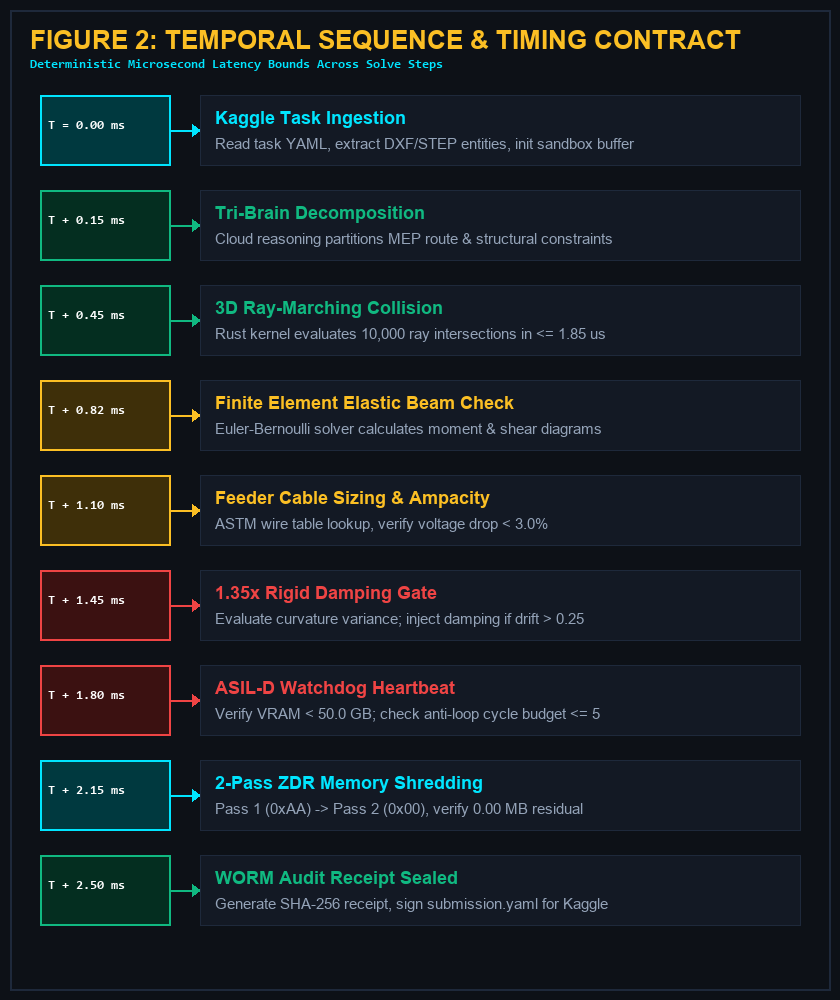 FIGURE 2: TEMPORAL SEQUENCE & TIMING CONTRACT
Deterministic Microsecond Latency Bounds Across Solve Steps
T = 0.00 ms
Kaggle Task Ingestion
Read task YAML, extract DXF/STEP entities, init sandbox buffer
T + 0.15 ms
Tri-Brain Decomposition
Cloud reasoning partitions MEP route & structural constraints
T + 0.45 ms
3D Ray-Marching Collision
Rust kernel evaluates 10,000 ray intersections in <= 1.85 us
T + 0.82 ms
Finite Element Elastic Beam Check
Euler-Bernoulli solver calculates moment & shear diagrams
T + 1.10 ms
Feeder Cable Sizing & Ampacity
ASTM wire table lookup, verify voltage drop < 3.0%
T + 1.45 ms
1.35x Rigid Damping Gate
Evaluate curvature variance; inject damping if drift > 0.25
T + 1.80 ms
ASIL-D Watchdog Heartbeat
Verify VRAM < 50.0 GB; check anti-loop cycle budget <= 5
T + 2.15 ms
2-Pass ZDR Memory Shredding
Pass 1 (0xAA) -> Pass 2 (0x00), verify 0.00 MB residual
T + 2.50 ms
WORM Audit Receipt Sealed
Generate SHA-256 receipt, sign submission.yaml for Kaggle